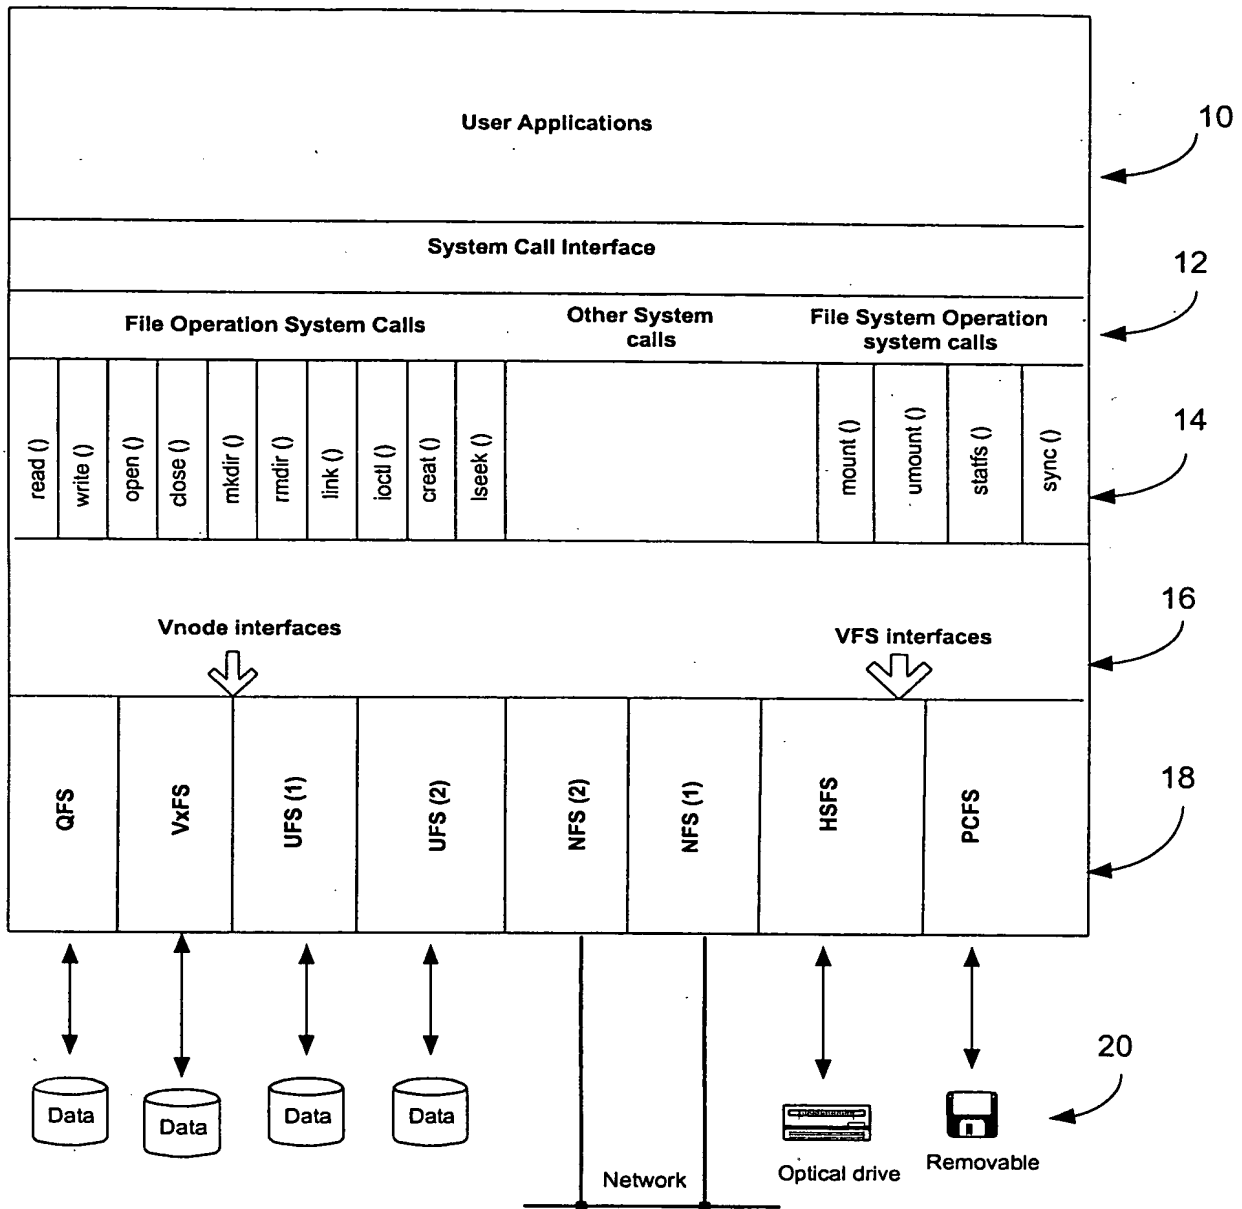 User Applications
10
System Call Interface
12
File Operation System Calls
Other System
calls
File System Operation
system calls
read ()
write ()
open ()
close ()
mkdir ()
rmdir ()
link ()
ioctl ()
creat ()
lseek ()
mount ()
umount ()
statfs ()
sync ()
14
16
Vnode interfaces
VFS interfaces
QFS
VxFS
UFS (1)
UFS (2)
NFS (2)
NFS (1)
HSFS
PCFS
18
20
Data
Data
Data
Data
Network
Optical drive
Removable